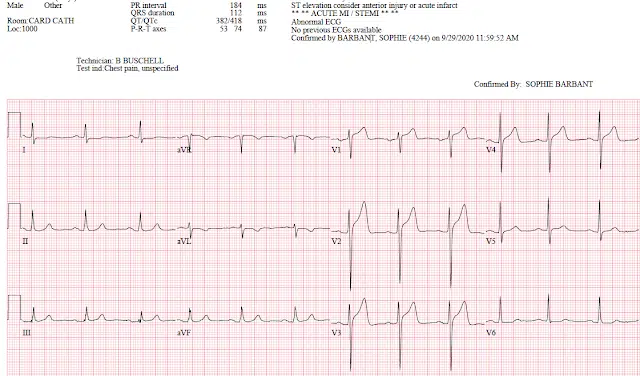 Male Other PR interval 184 ms ST elevation consider anterior injury or acute infarct
QRS duration 112 ms ** ** ACUTE MI / STEMI ** **
Room:CARD CATH QT/QTc 382/418 ms Abnormal ECG
Loc:1000 P-R-T axes 53 74 87 No previous ECGs available
Confirmed by BARBANT, SOPHIE (4244) on 9/29/2020 11:59:52 AM
Technician: B BUSCHELL
Test ind:Chest pain, unspecified
Confirmed By: SOPHIE BARBANT
I aVR V1 V4
II aVL V2 V5
III aVF V3 V6